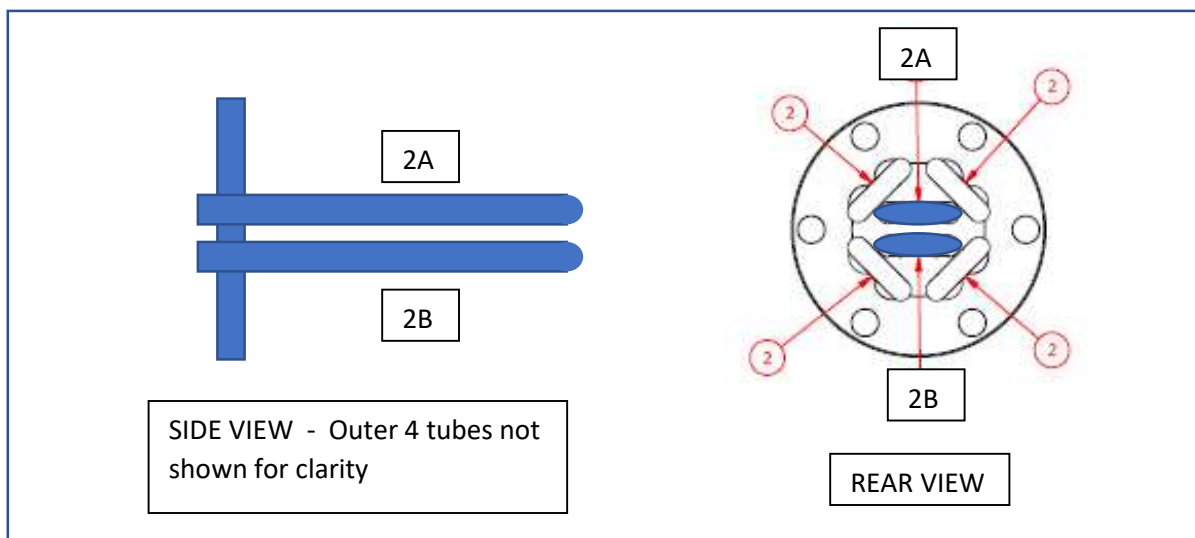 2A
2
2
2A
2B
2
2
2B
SIDE VIEW - Outer 4 tubes not
shown for clarity
REAR VIEW